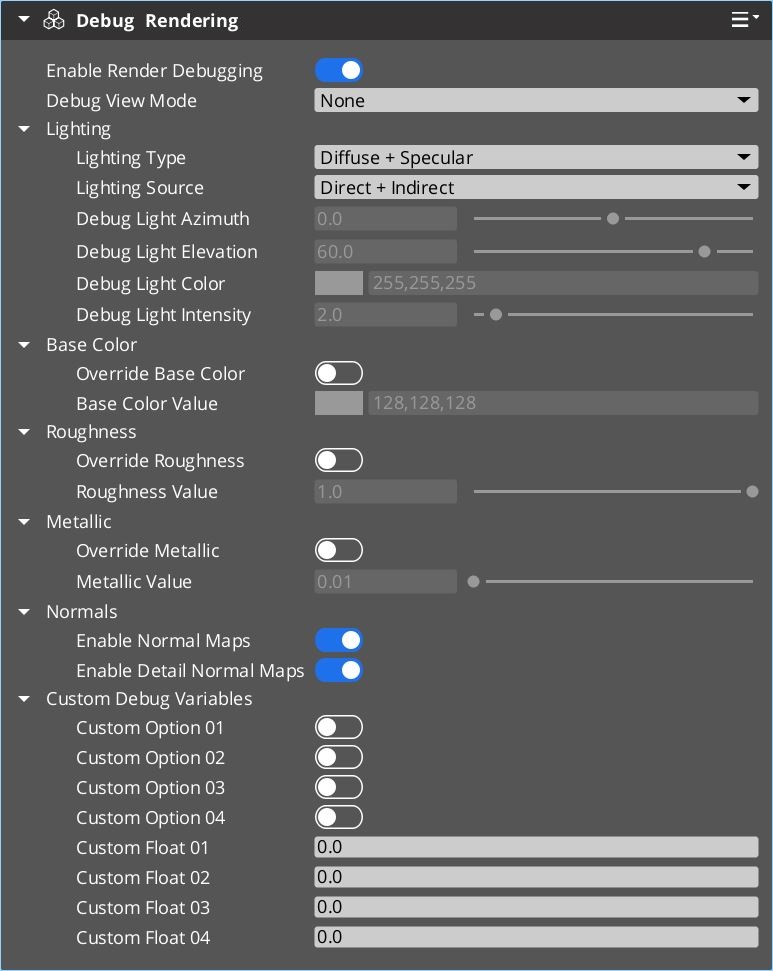 Debug Rendering
Enable Render Debugging
Debug View Mode None
Lighting
Lighting Type Diffuse + Specular
Lighting Source Direct + Indirect
Debug Light Azimuth 0.0
Debug Light Elevation 60.0
Debug Light Color 255,255,255
Debug Light Intensity 2.0
Base Color
Override Base Color
Base Color Value 128,128,128
Roughness
Override Roughness
Roughness Value 1.0
Metallic
Override Metallic
Metallic Value 0.01
Normals
Enable Normal Maps
Enable Detail Normal Maps
Custom Debug Variables
Custom Option 01
Custom Option 02
Custom Option 03
Custom Option 04
Custom Float 01 0.0
Custom Float 02 0.0
Custom Float 03 0.0
Custom Float 04 0.0